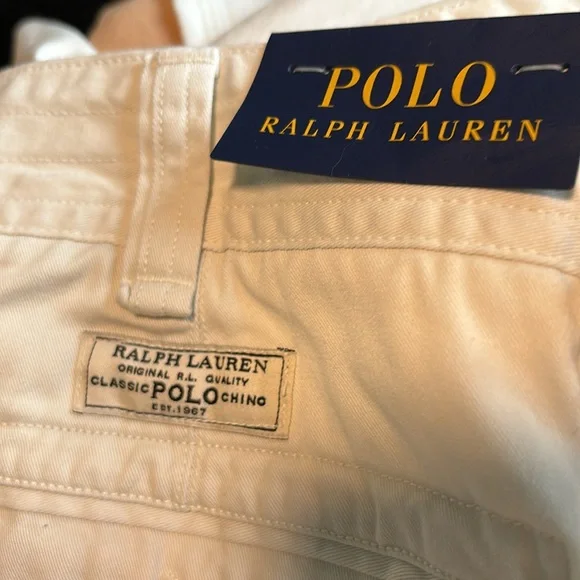 POLO
RALPH LAUREN
RALPH LAUREN
ORIGINAL R.L. QUALITY
CLASSIC POLO CHINO
EST. 1967